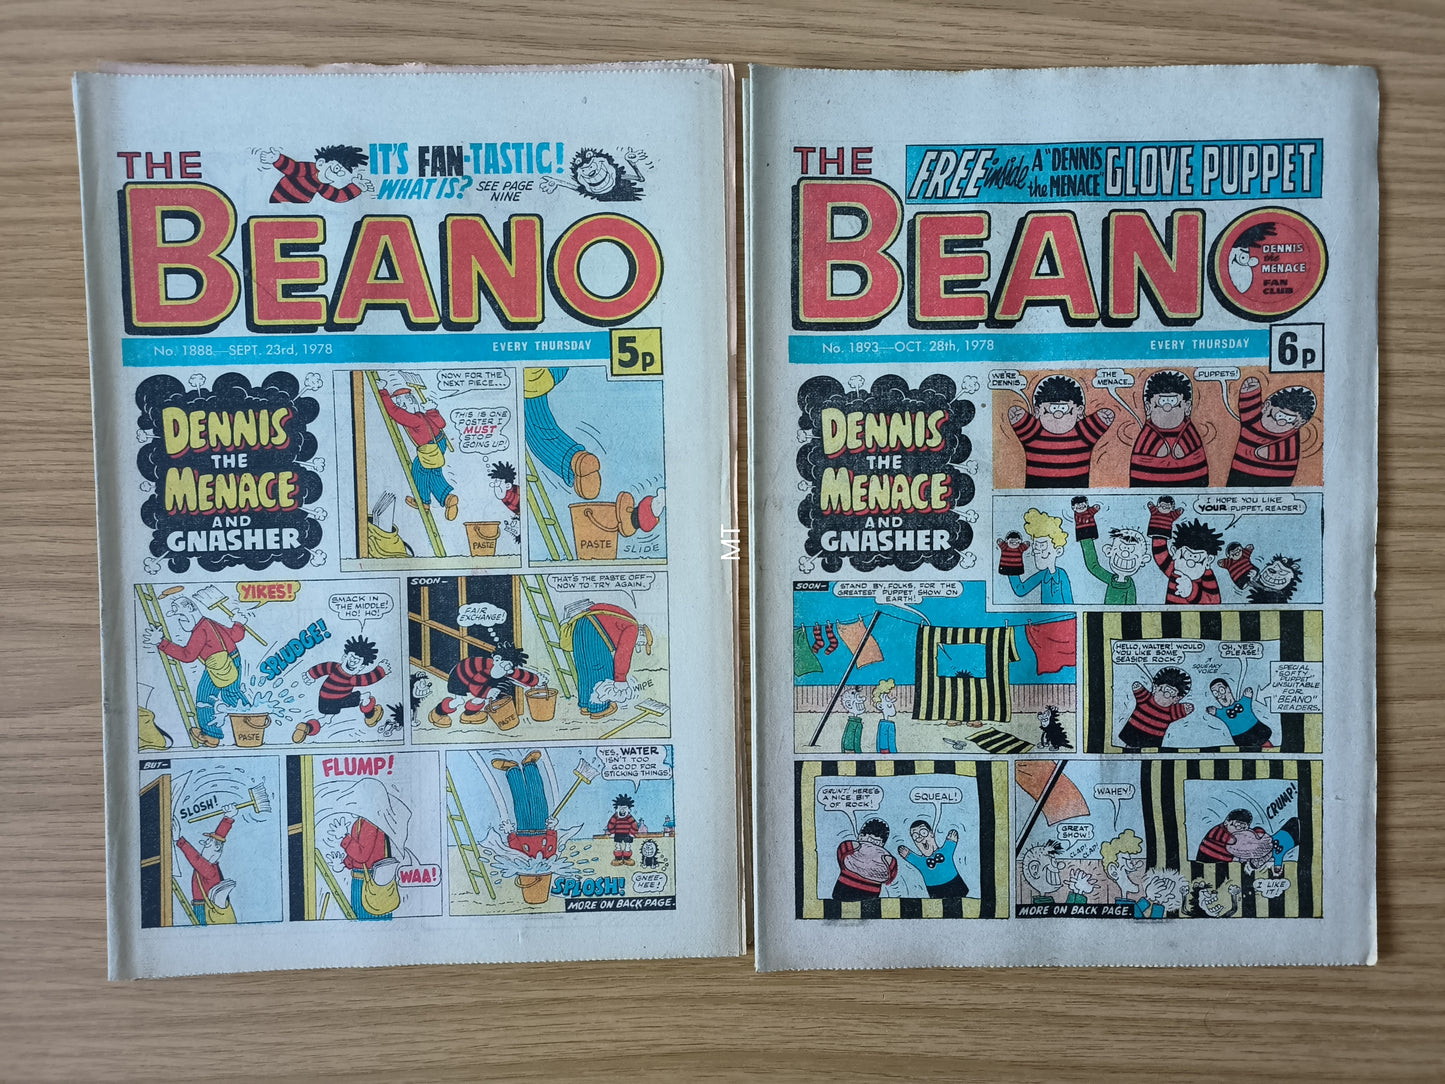 THE
IT'S FAN-TASTIC!
WHAT IS? SEE PAGE
NINE
BEANO
No. 1888—SEPT. 23rd, 1978
EVERY THURSDAY
5p
DENNIS
THE
MENACE
AND
GNASHER
NOW FOR THE
NEXT PIECE...
THIS IS ONE
POSTER I
MUST
STOP
GOING UP!
PASTE
PASTE
SLIDE
YIKES!
SPLUDGE!
SMACK IN
THE MIDDLE!
HO! HO!
PASTE
SOON—
FAIR
EXCHANGE!
PASTE
THAT'S THE PASTE OFF—
NOW TO TRY AGAIN.
WIPE
BUT—
SLOSH!
FLUMP!
WAA!
YES, WATER
ISN'T TOO
GOOD FOR
STICKING THINGS!
SPLOSH!
GNEE-
HEE!
MORE ON BACK PAGE.
MT
THE
FREE inside A "DENNIS
the MENACE" GLOVE PUPPET
BEANO
DENNIS
the
MENACE
FAN
CLUB
No. 1893—OCT. 28th, 1978
EVERY THURSDAY
6p
DENNIS
THE
MENACE
AND
GNASHER
WE'RE
DENNIS...
THE
MENACE...
PUPPETS!
I HOPE YOU LIKE
YOUR PUPPET, READER!
SOON—
STAND BY, FOLKS, FOR THE
GREATEST PUPPET SHOW ON
EARTH!
HELLO, WALTER! WOULD
YOU LIKE SOME
SEASIDE ROCK?
OH, YES
PLEASE!
SQUEAKY
VOICE
SPECIAL
"SOFTY"
PUPPET
UNSUITABLE
FOR
"BEANO"
READERS.
GRUNT! HERE'S
A NICE BIT
OF ROCK!
SQUEAL!
WAHEY!
GREAT
SHOW!
CLAP!
CLAP!
CRUMP!
I LIKE
IT!
MORE ON BACK PAGE.